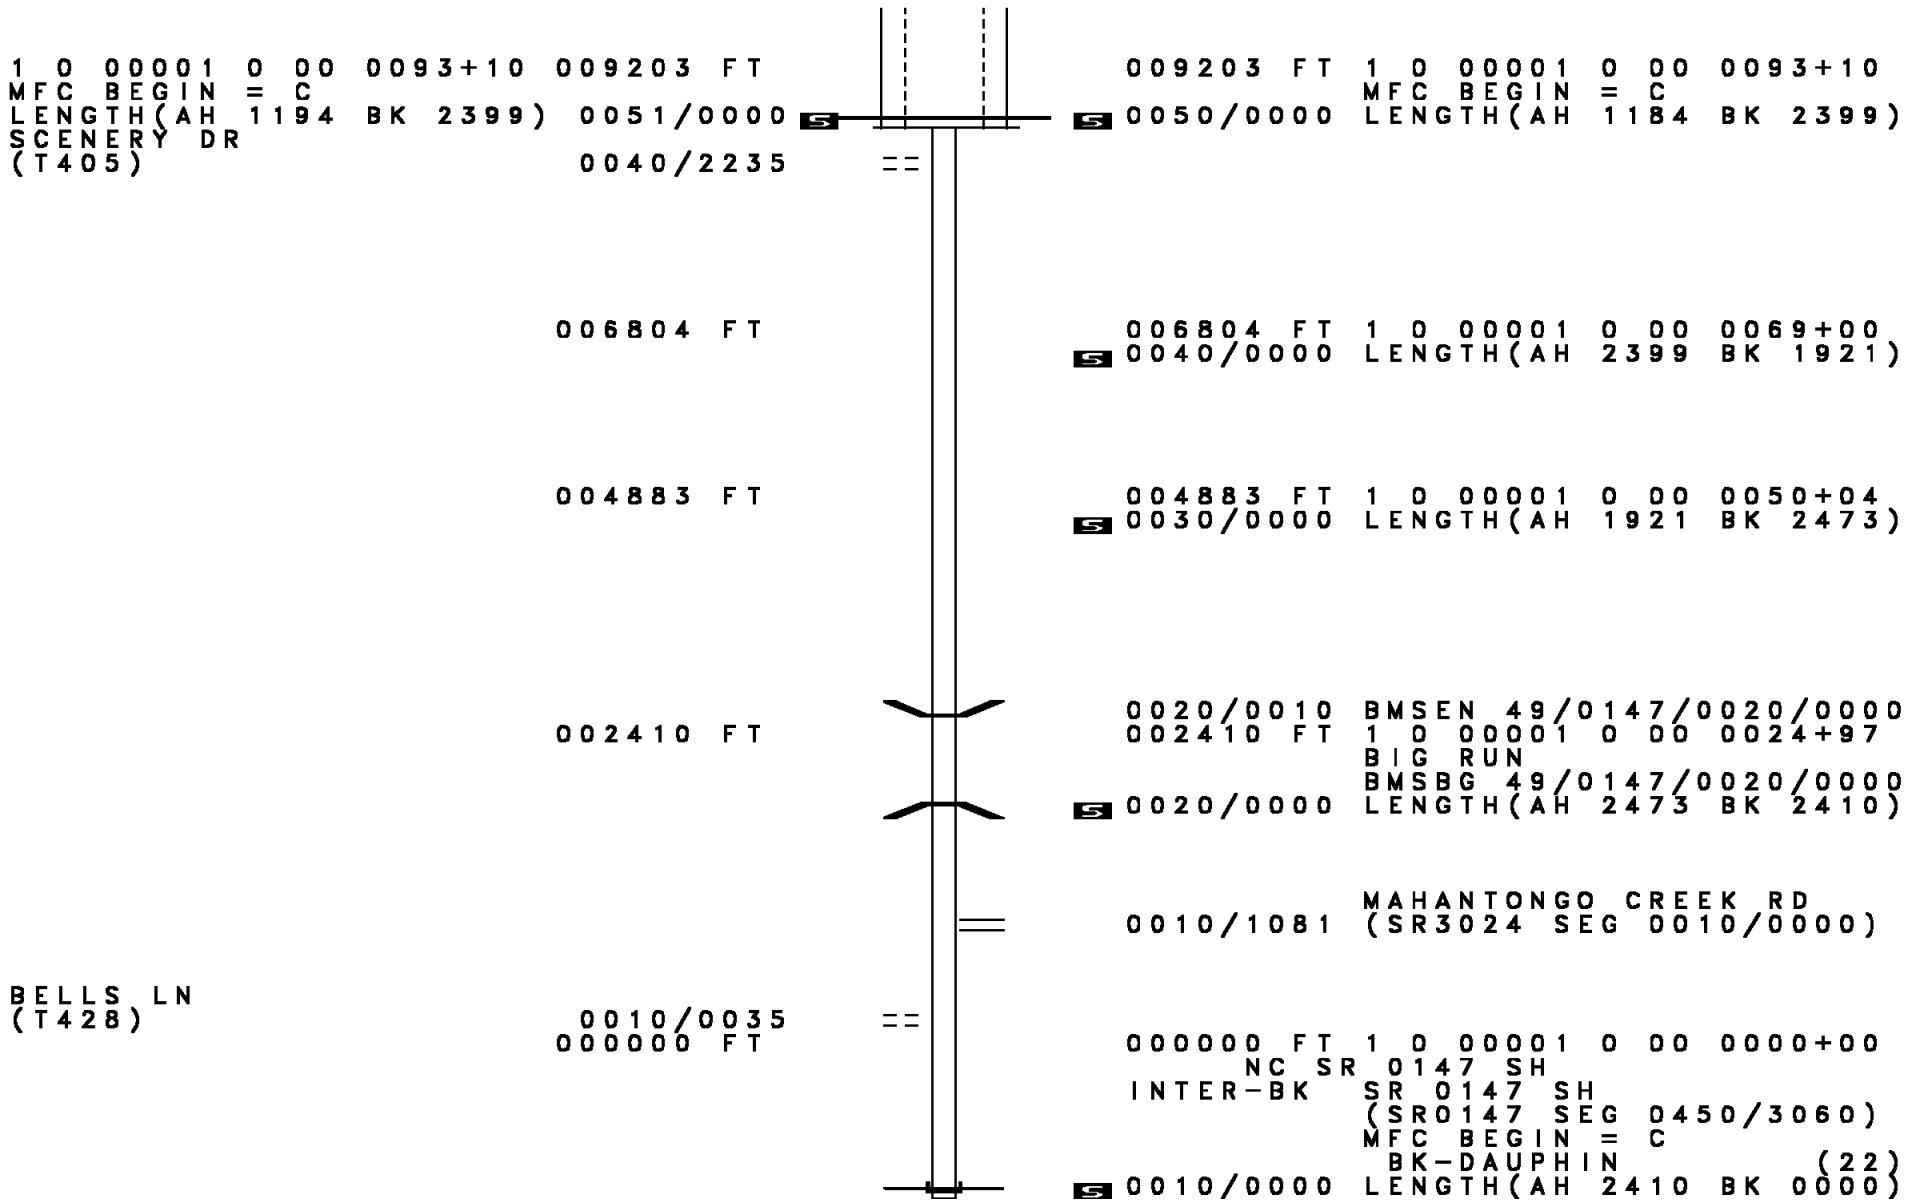 1 0 00001 0 00 0093+10 009203 FT 009203 FT 1 0 00001 0 00 0093+10
MFC BEGIN = C MFC BEGIN = C
LENGTH(AH 1194 BK 2399) 0051/0000 S S 0050/0000 LENGTH(AH 1184 BK 2399)
SCENERY DR
(T405) 0040/2235
006804 FT 006804 FT 1 0 00001 0 00 0069+00
S 0040/0000 LENGTH(AH 2399 BK 1921)
004883 FT 004883 FT 1 0 00001 0 00 0050+04
S 0030/0000 LENGTH(AH 1921 BK 2473)
0020/0010 BMSEN 49/0147/0020/0000
002410 FT 002410 FT 1 0 00001 0 00 0024+97
BIG RUN
BMSBG 49/0147/0020/0000
S 0020/0000 LENGTH(AH 2473 BK 2410)
MAHANTONGO CREEK RD
0010/1081 (SR3024 SEG 0010/0000)
BELLS LN
(T428) 0010/0035
000000 FT 000000 FT 1 0 00001 0 00 0000+00
NC SR 0147 SH
INTER-BK SR 0147 SH
(SR0147 SEG 0450/3060)
MFC BEGIN = C
BK-DAUPHIN (22)
S 0010/0000 LENGTH(AH 2410 BK 0000)